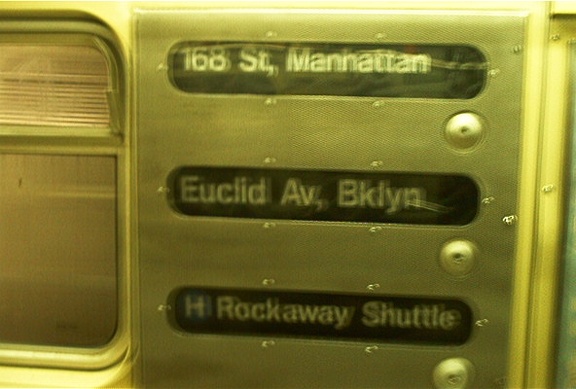 168 St, Manhattan
Euclid Av, Bklyn
H Rockaway Shuttle